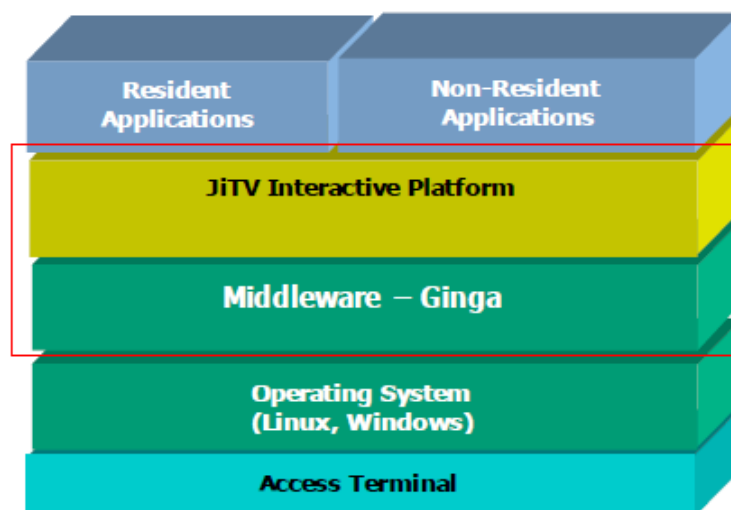 Resident
Applications
Non-Resident
Applications
JiTV Interactive Platform
Middleware – Ginga
Operating System
(Linux, Windows)
Access Terminal